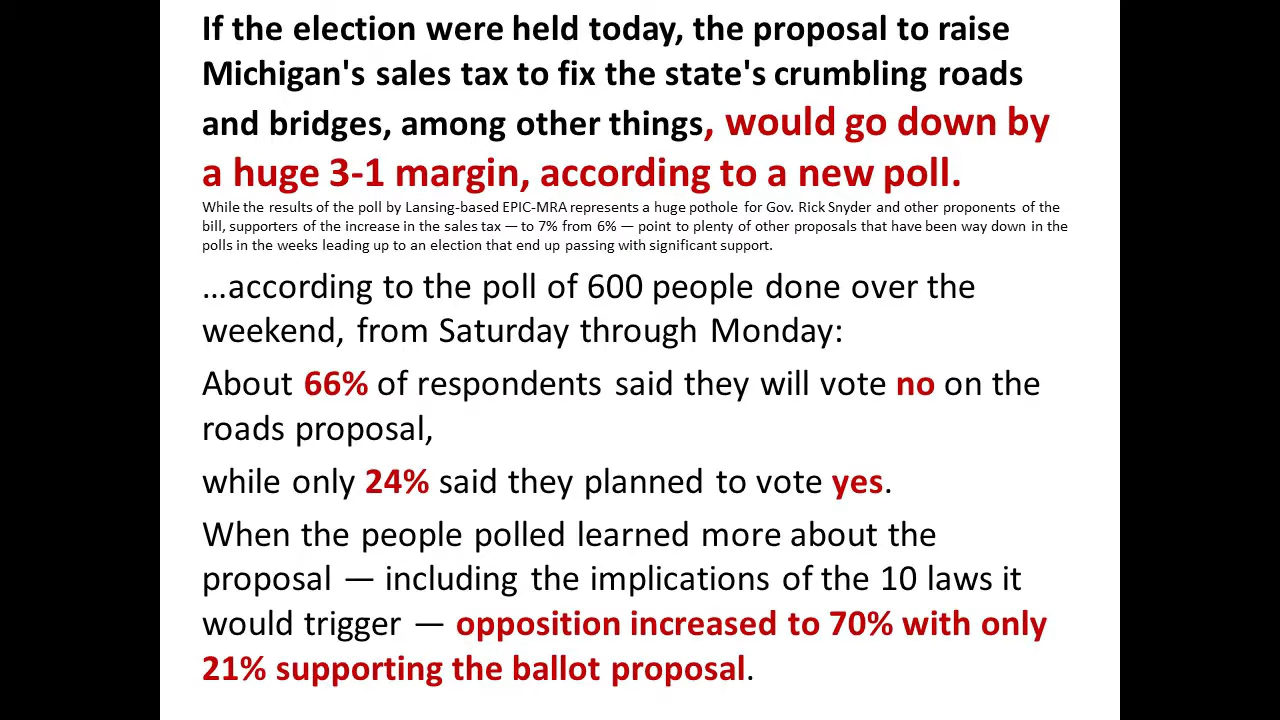 If the election were held today, the proposal to raise
Michigan's sales tax to fix the state's crumbling roads
and bridges, among other things, would go down by
a huge 3-1 margin, according to a new poll.
While the results of the poll by Lansing-based EPIC-MRA represents a huge pothole for Gov. Rick Snyder and other proponents of the
bill, supporters of the increase in the sales tax — to 7% from 6% — point to plenty of other proposals that have been way down in the
polls in the weeks leading up to an election that end up passing with significant support.
…according to the poll of 600 people done over the
weekend, from Saturday through Monday:
About 66% of respondents said they will vote no on the
roads proposal,
while only 24% said they planned to vote yes.
When the people polled learned more about the
proposal — including the implications of the 10 laws it
would trigger — opposition increased to 70% with only
21% supporting the ballot proposal.